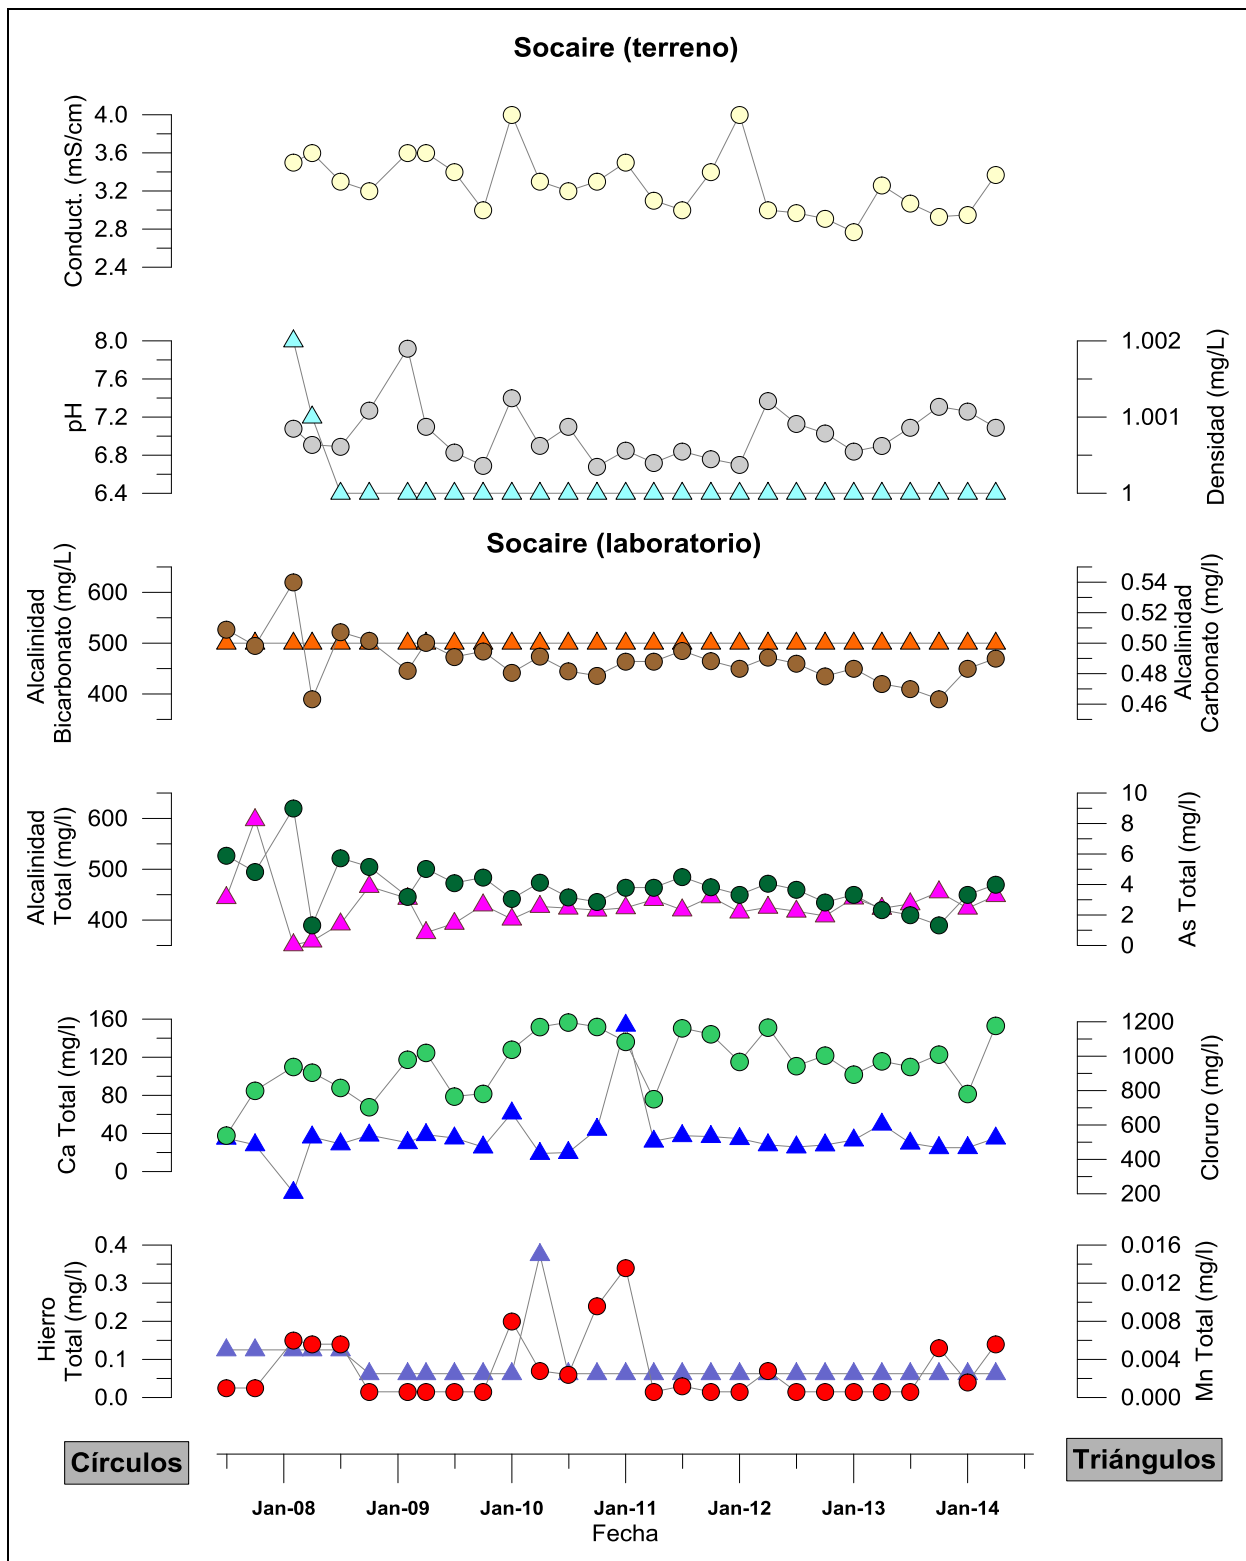 Socaire (terreno)
Conduct. (mS/cm)
4.0
3.6
3.2
2.8
2.4
pH
8.0
7.6
7.2
6.8
6.4
1.002
1.001
1
Densidad (mg/L)
Socaire (laboratorio)
Alcalinidad
Bicarbonato (mg/L)
600
500
400
0.54
0.52
0.50
0.48
0.46
Alcalinidad
Carbonato (mg/l)
Alcalinidad
Total (mg/l)
600
500
400
10
8
6
4
2
0
As Total (mg/l)
Ca Total (mg/l)
160
120
80
40
0
1200
1000
800
600
400
200
Cloruro (mg/l)
Hierro
Total (mg/l)
0.4
0.3
0.2
0.1
0.0
0.016
0.012
0.008
0.004
0.000
Mn Total (mg/l)
Círculos
Triángulos
Jan-08 Jan-09 Jan-10 Jan-11 Jan-12 Jan-13 Jan-14
Fecha